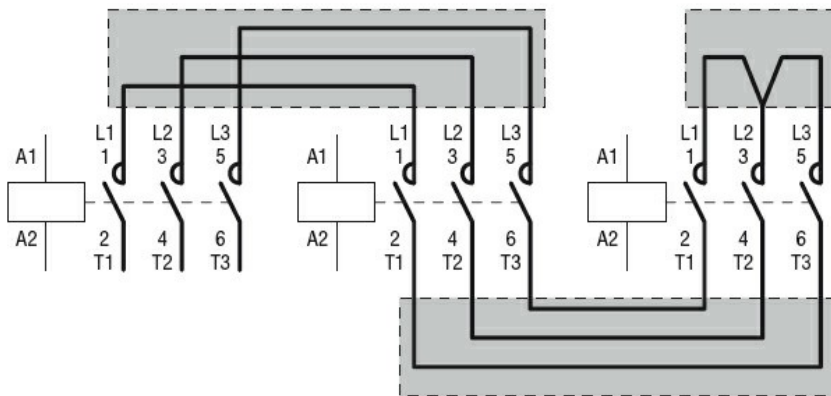 L1 L2 L3 L1 L2 L3 L1 L2 L3
A1 1 3 5 A1 1 3 5 A1 1 3 5
A2 2 4 6 A2 2 4 6 A2 2 4 6
T1 T2 T3 T1 T2 T3 T1 T2 T3